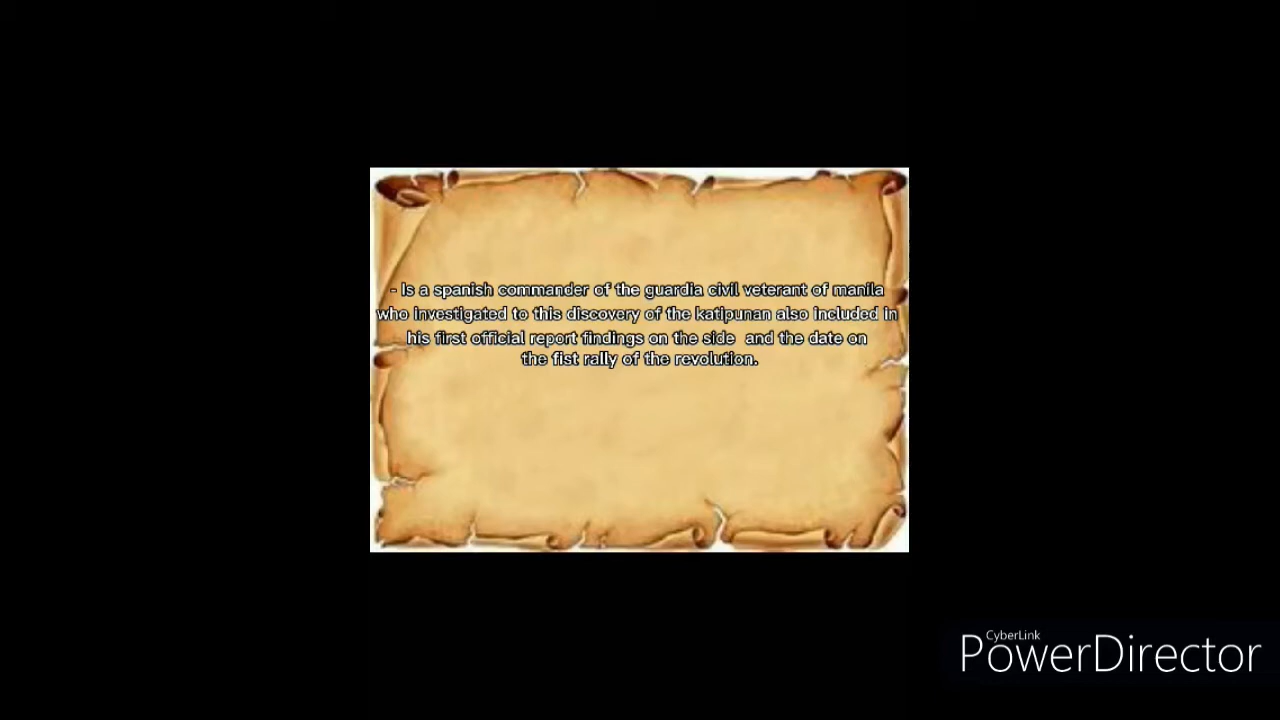 - Is a spanish commander of the guardia civil veterant of manila
who investigated to this discovery of the katipunan also included in
his first official report findings on the side and the date on
the fist rally of the revolution.
CyberLink
PowerDirector